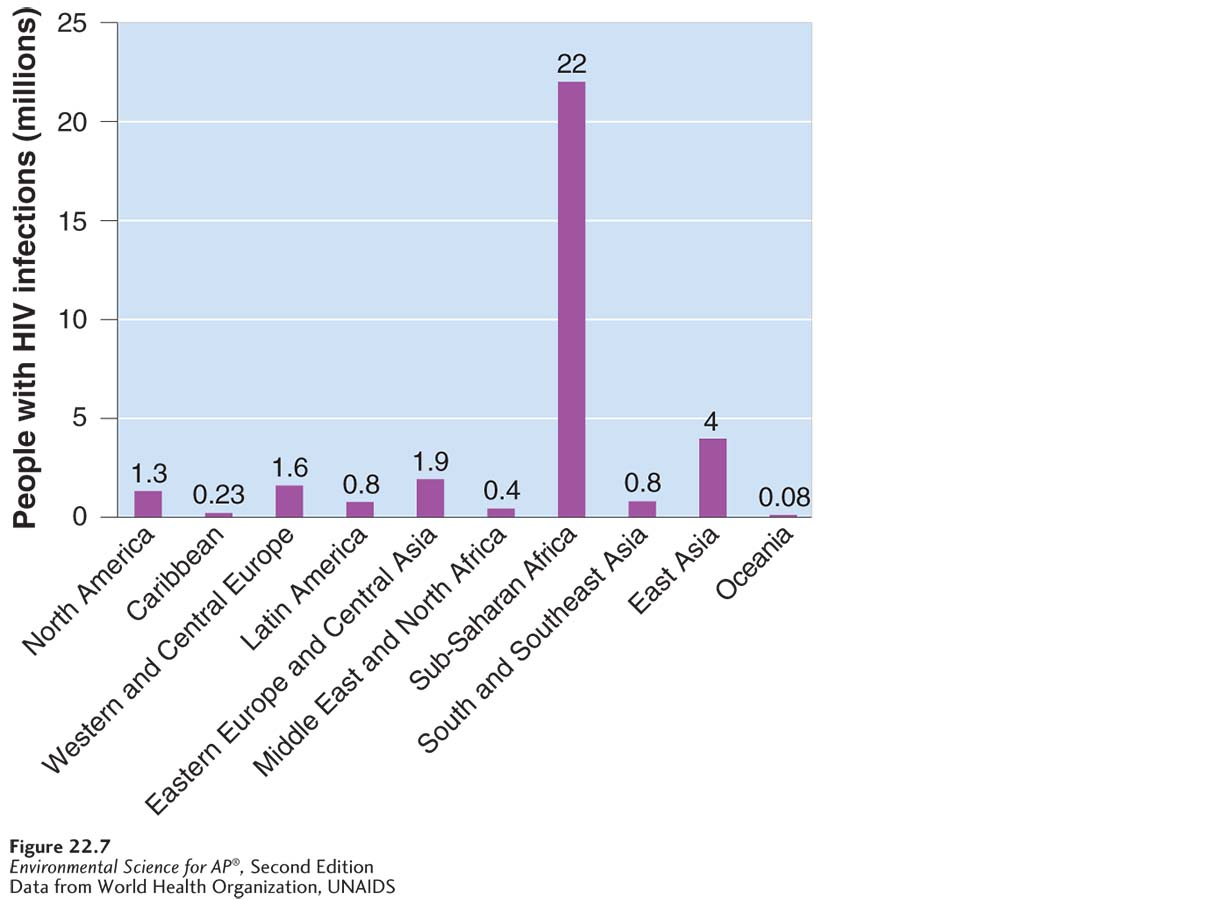 People with HIV infections (millions)
25
20
15
10
5
0
1.3
0.23
1.6
0.8
1.9
0.4
22
0.8
4
0.08
North America
Caribbean
Western and Central Europe
Latin America
Eastern Europe and Central Asia
Middle East and North Africa
Sub-Saharan Africa
South and Southeast Asia
East Asia
Oceania
Figure 22.7
Environmental Science for AP®, Second Edition
Data from World Health Organization, UNAIDS